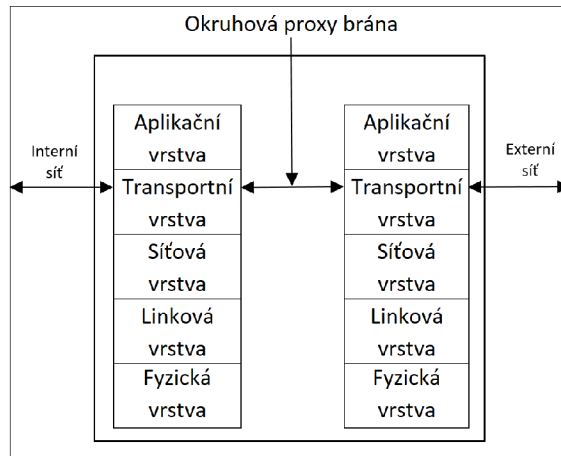 Okruhová proxy brána
Interní
síť
Aplikační
vrstva
Transportní
vrstva
Síťová
vrstva
Linková
vrstva
Fyzická
vrstva
Aplikační
vrstva
Transportní
vrstva
Síťová
vrstva
Linková
vrstva
Fyzická
vrstva
Externí
síť